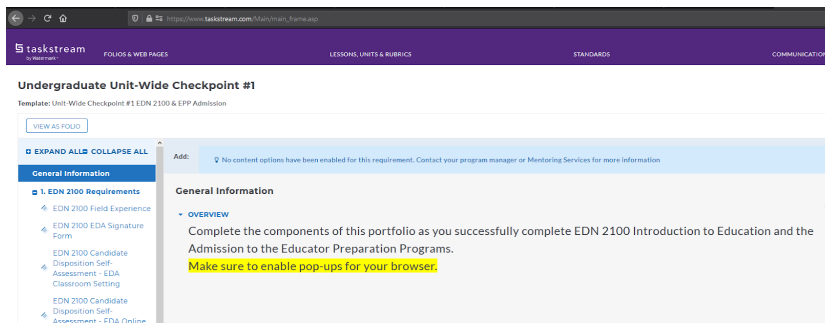 https://www.taskstream.com/Main/main_frame.asp
taskstream
by Watermark™
FOLIOS & WEB PAGES
LESSONS, UNITS & RUBRICS
STANDARDS
COMMUNICATION
Undergraduate Unit-Wide Checkpoint #1
Template: Unit-Wide Checkpoint #1 EDN 2100 & EPP Admission
VIEW AS FOLIO
EXPAND ALL COLLAPSE ALL
Add:
No content options have been enabled for this requirement. Contact your program manager or Mentoring Services for more information
General Information
1. EDN 2100 Requirements
EDN 2100 Field Experience
EDN 2100 EDA Signature
Form
EDN 2100 Candidate
Disposition Self-
Assessment - EDA
Classroom Setting
EDN 2100 Candidate
Disposition Self-
Assessment - EDA Online
General Information
OVERVIEW
Complete the components of this portfolio as you successfully complete EDN 2100 Introduction to Education and the
Admission to the Educator Preparation Programs.
Make sure to enable pop-ups for your browser.